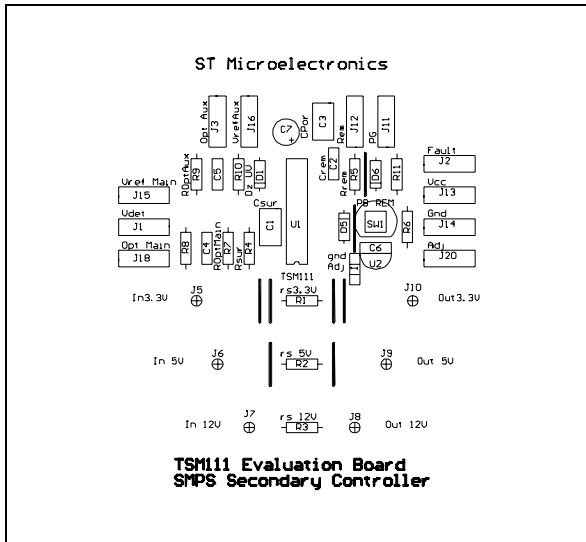 ST Microelectronics
Opt Aux
J3
VrefAux
J16
C7
+
CPor
C3
Rem
J12
PG
J11
Fault
J2
ROptAux
R9
C5
R10
Dz UV
D1
Crem
C2
Rrem
R5
D6
R11
Vcc
J13
Vref Main
J15
Vdet
J1
Opt Main
J18
Csur
C1
U1
PB REM
SW1
D5
R6
Gnd
J14
Adj
J20
R8
C4
ROptMain
R7
Rsur
R4
C6
U2
gnd
Adj
TSM111
In3.3V
J5
rs3.3V
R1
J10
Out3.3V
In 5V
J6
rs 5V
R2
J9
Out 5V
In 12V
J7
rs 12V
R3
J8
Out 12V
TSM111 Evaluation Board
SMPS Secondary Controller